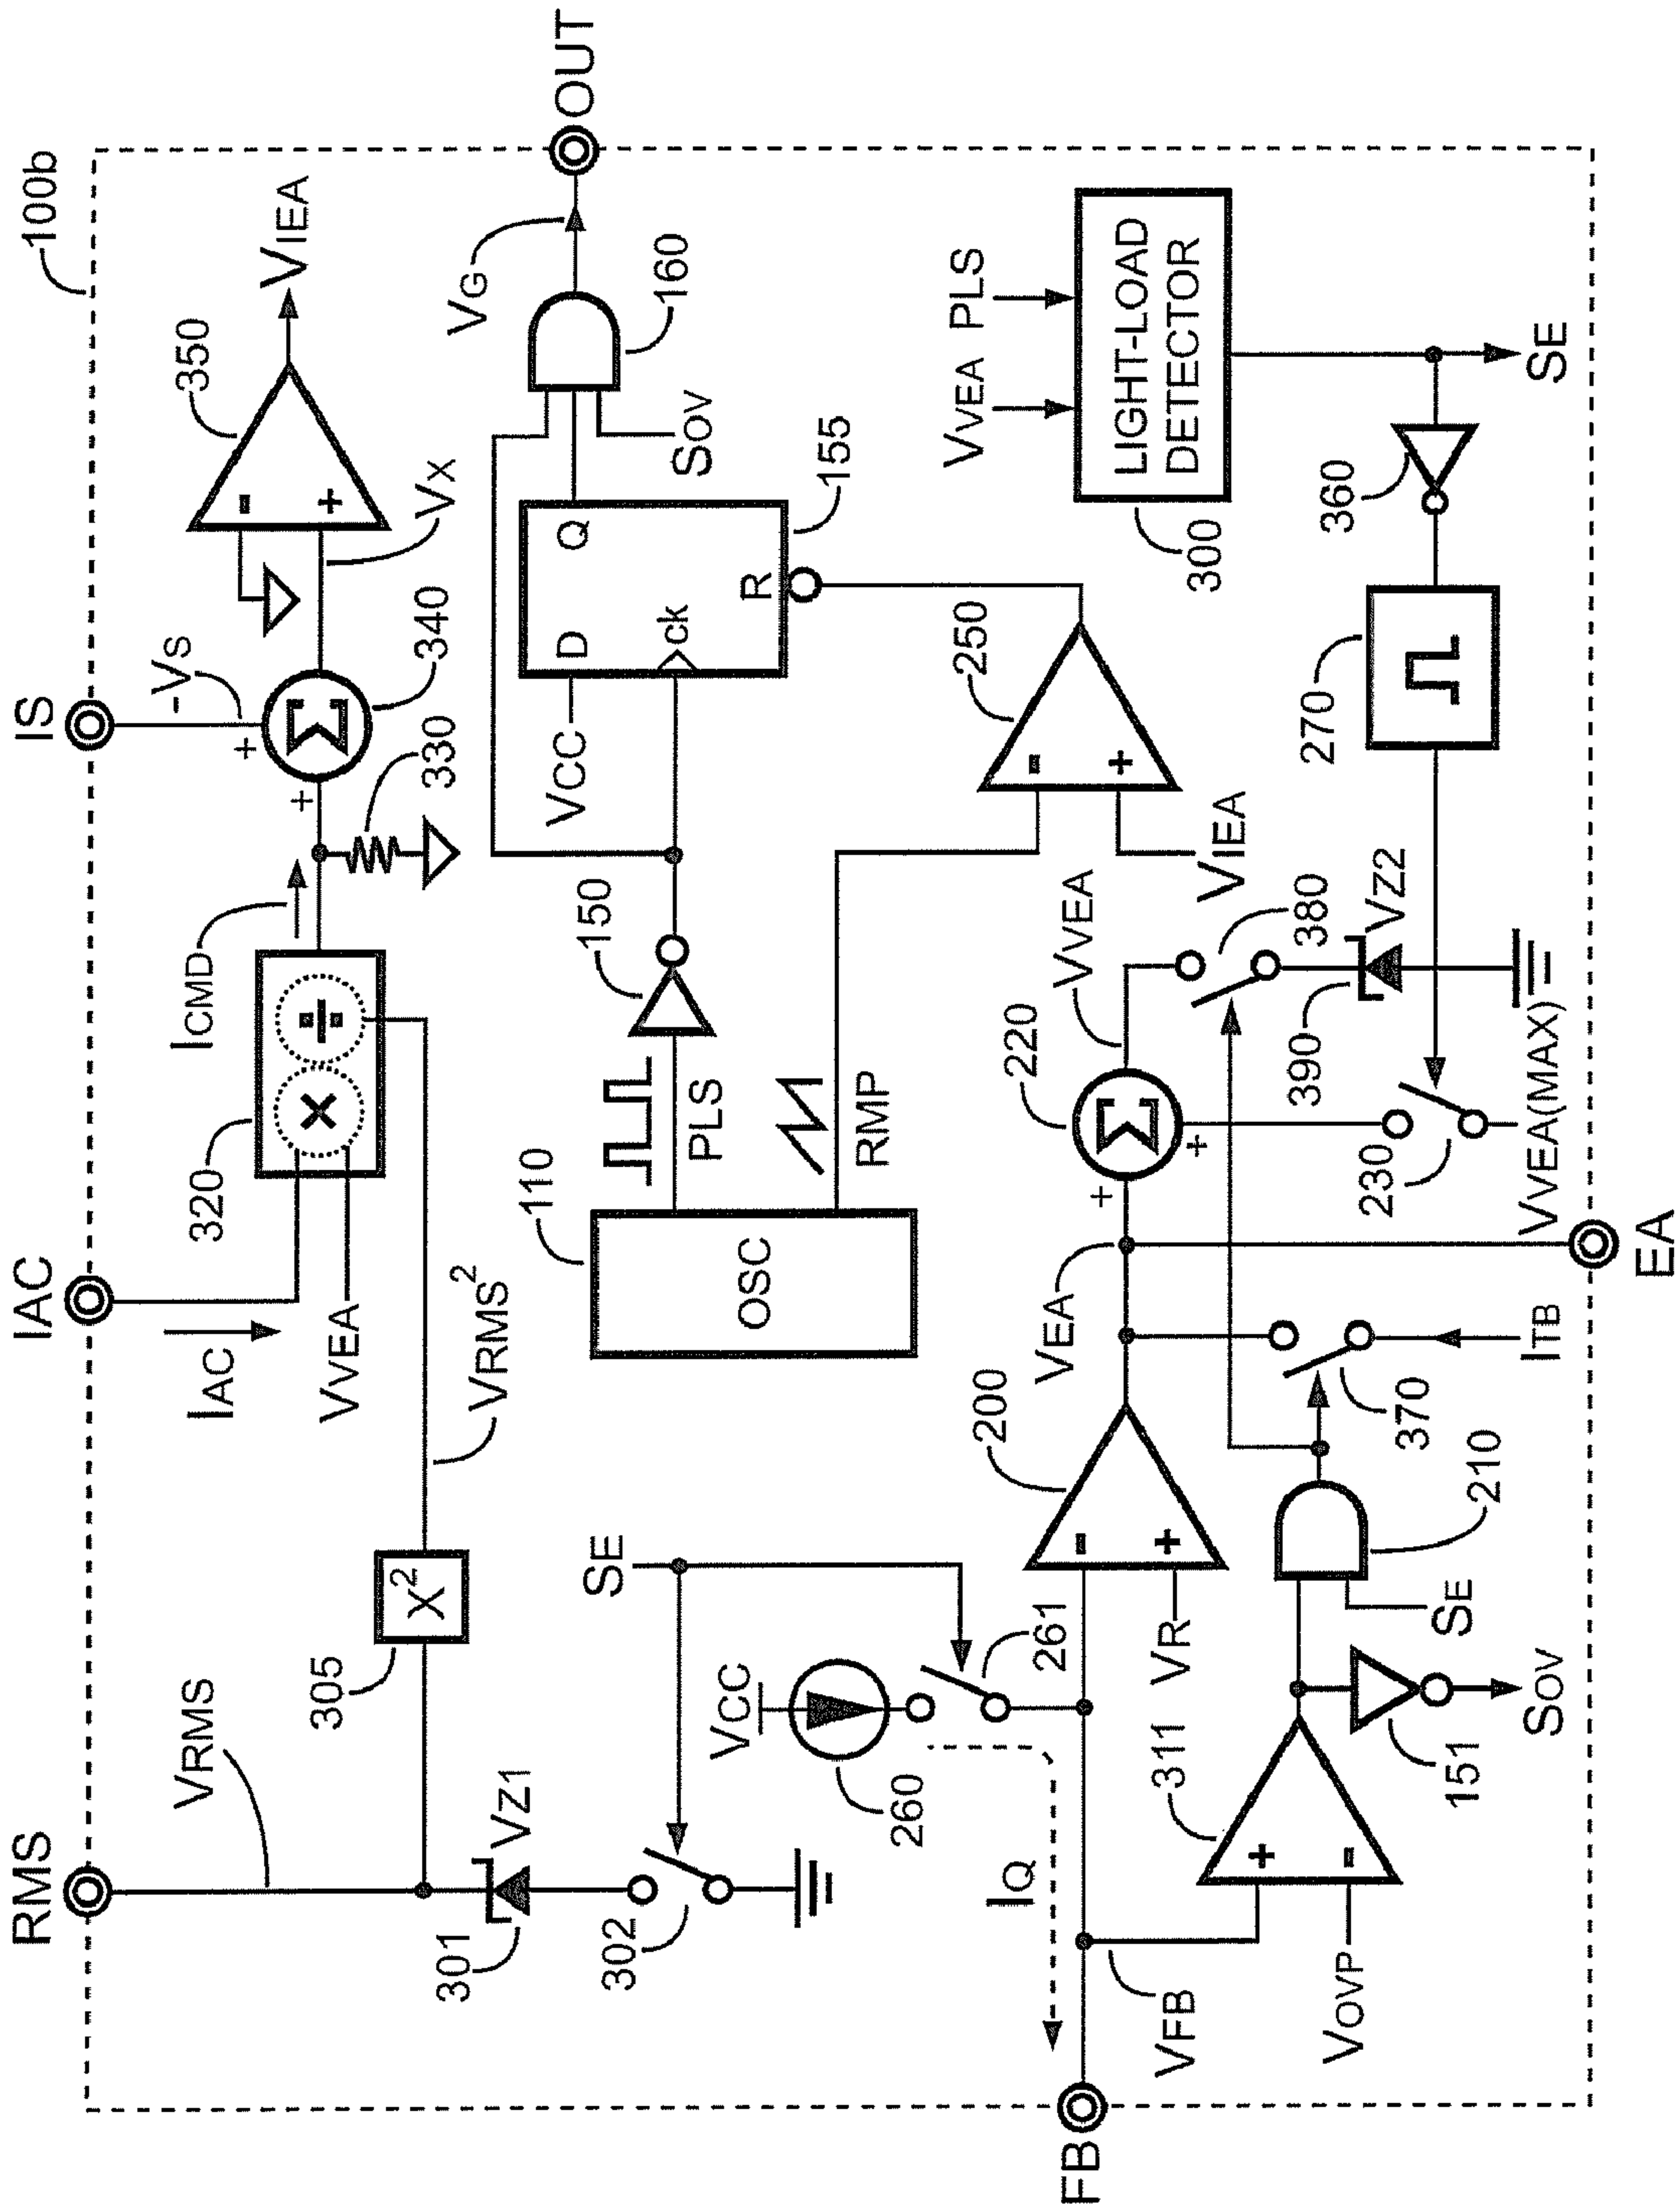 100b
RMS
IAC
IS
VRMS
IAC
VVEA
320
×
÷
ICMD
-VS
+
+
Σ
340
330
VX
-
+
350
VIEA
305
X²
VRMS²
301
VZ1
302
SE
110
OSC
PLS
RMP
150
VCC
D
Q
ck
R
155
SOV
160
VG
OUT
VCC
260
261
IQ
FB
VFB
VOVP
+
-
311
151
SOV
VR
-
+
200
SE
210
VEA
370
ITB
EA
+
+
Σ
220
VVEA
230
VVEA(MAX)
380
390
VZ2
-
+
250
VIEA
270
360
300
VVEA
PLS
LIGHT-LOAD
DETECTOR
SE